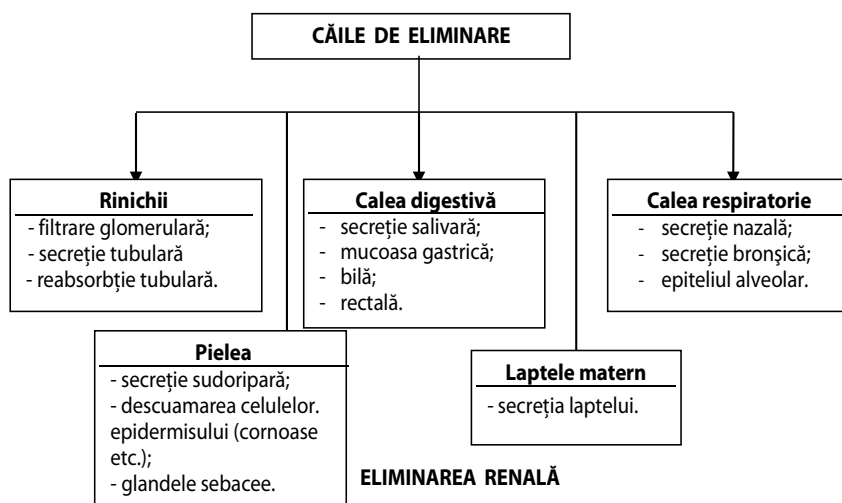 CĂILE DE ELIMINARE
Rinichii
- filtrare glomerulară;
- secreție tubulară
- reabsorbție tubulară.
Calea digestivă
- secreție salivară;
- mucoasa gastrică;
- bilă;
- rectală.
Calea respiratorie
- secreție nazală;
- secreție bronşică;
- epiteliul alveolar.
Pielea
- secreție sudoripară;
- descuamarea celulelor.
epidermisului (cornoase
etc.);
- glandele sebacee.
Laptele matern
- secreția laptelui.
ELIMINAREA RENALĂ